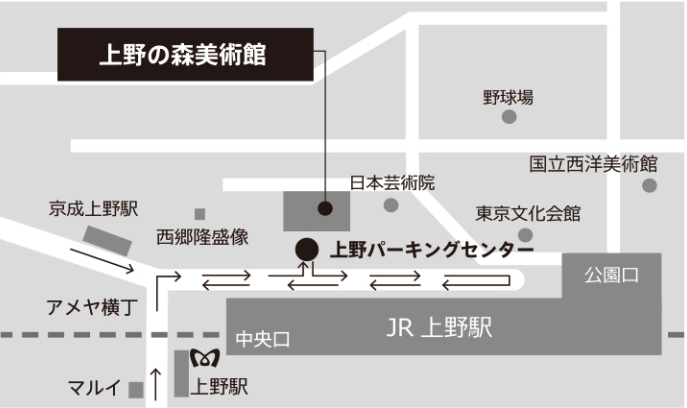 上野の森美術館
野球場
国立西洋美術館
日本芸術院
京成上野駅
東京文化会館
西郷隆盛像
上野パーキングセンター
公園口
アメヤ横丁
JR 上野駅
中央口
マルイ
上野駅